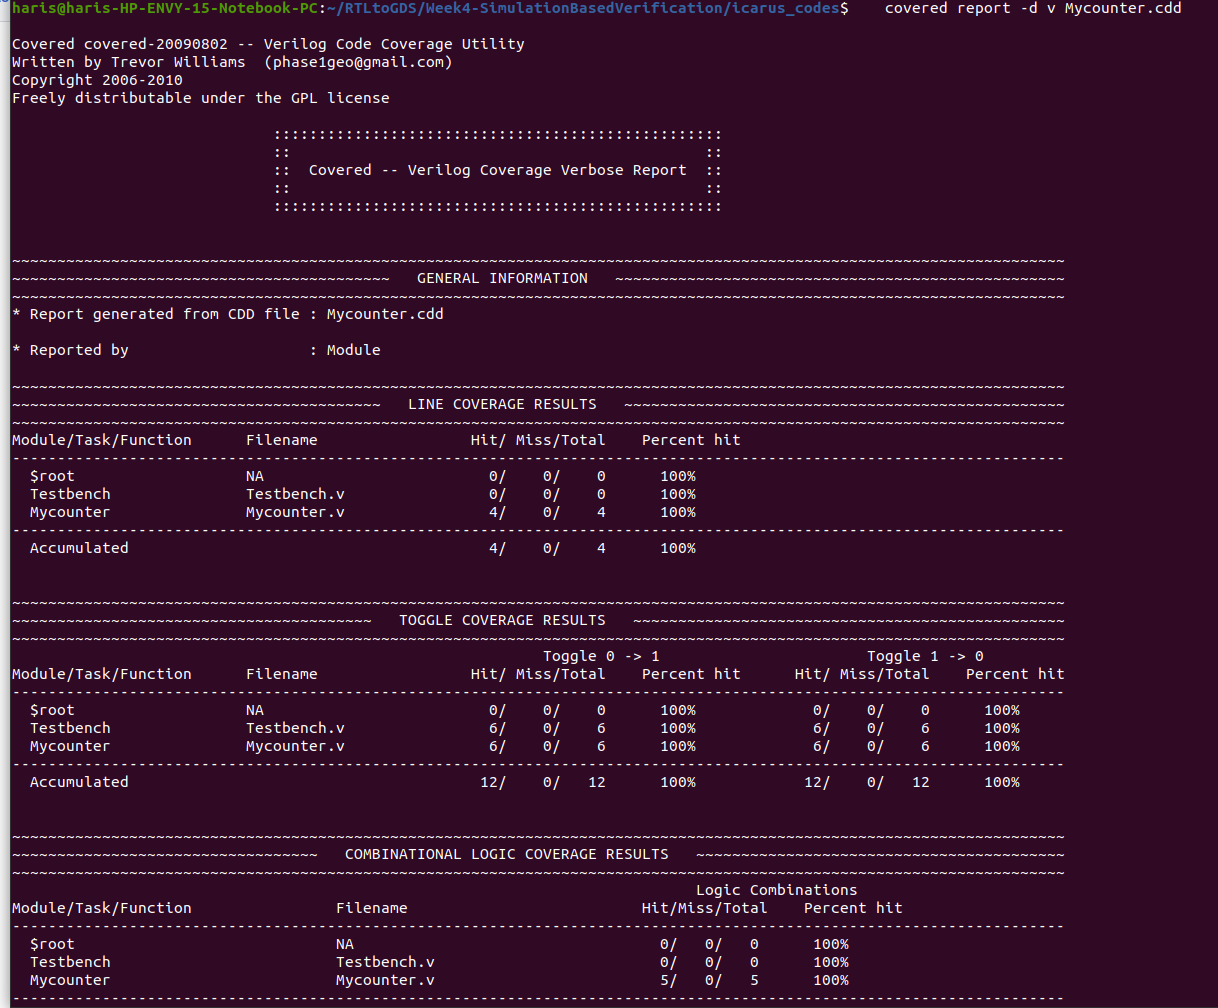 haris@haris-HP-ENVY-15-Notebook-PC:~/RTLtoGDS/Week4-SimulationBasedVerification/icarus_codes$    covered report -d v Mycounter.cdd
Covered covered-20090802 -- Verilog Code Coverage Utility
Written by Trevor Williams  (phase1geo@gmail.com)
Copyright 2006-2010
Freely distributable under the GPL license
::::::::::::::::::::::::::::::::::::::::::::::::::
::                                              ::
::  Covered -- Verilog Coverage Verbose Report  ::
::                                              ::
::::::::::::::::::::::::::::::::::::::::::::::::::
~~~~~~~~~~~~~~~~~~~~~~~~~~~~~~~~~~~~~~~~~~~~~~~~~~~~~~~~~~~~~~~~~~~~~~~~~~~~~~~~~~~~~~~~~~~~~~~~~~~~~~~~~~~~~~~~~~~~~
~~~~~~~~~~~~~~~~~~~~~~~~~~~~~~~~~~~~~~~~~~   GENERAL INFORMATION   ~~~~~~~~~~~~~~~~~~~~~~~~~~~~~~~~~~~~~~~~~~~~~~~~~~
~~~~~~~~~~~~~~~~~~~~~~~~~~~~~~~~~~~~~~~~~~~~~~~~~~~~~~~~~~~~~~~~~~~~~~~~~~~~~~~~~~~~~~~~~~~~~~~~~~~~~~~~~~~~~~~~~~~~~
* Report generated from CDD file : Mycounter.cdd
* Reported by                    : Module
~~~~~~~~~~~~~~~~~~~~~~~~~~~~~~~~~~~~~~~~~~~~~~~~~~~~~~~~~~~~~~~~~~~~~~~~~~~~~~~~~~~~~~~~~~~~~~~~~~~~~~~~~~~~~~~~~~~~~
~~~~~~~~~~~~~~~~~~~~~~~~~~~~~~~~~~~~~~~~~   LINE COVERAGE RESULTS   ~~~~~~~~~~~~~~~~~~~~~~~~~~~~~~~~~~~~~~~~~~~~~~~~~
~~~~~~~~~~~~~~~~~~~~~~~~~~~~~~~~~~~~~~~~~~~~~~~~~~~~~~~~~~~~~~~~~~~~~~~~~~~~~~~~~~~~~~~~~~~~~~~~~~~~~~~~~~~~~~~~~~~~~
Module/Task/Function      Filename                 Hit/ Miss/Total    Percent hit
---------------------------------------------------------------------------------------------------------------------
  $root                   NA                         0/    0/    0      100%
  Testbench               Testbench.v                0/    0/    0      100%
  Mycounter               Mycounter.v                4/    0/    4      100%
---------------------------------------------------------------------------------------------------------------------
  Accumulated                                        4/    0/    4      100%
~~~~~~~~~~~~~~~~~~~~~~~~~~~~~~~~~~~~~~~~~~~~~~~~~~~~~~~~~~~~~~~~~~~~~~~~~~~~~~~~~~~~~~~~~~~~~~~~~~~~~~~~~~~~~~~~~~~~~
~~~~~~~~~~~~~~~~~~~~~~~~~~~~~~~~~~~~~~~~   TOGGLE COVERAGE RESULTS   ~~~~~~~~~~~~~~~~~~~~~~~~~~~~~~~~~~~~~~~~~~~~~~~~
~~~~~~~~~~~~~~~~~~~~~~~~~~~~~~~~~~~~~~~~~~~~~~~~~~~~~~~~~~~~~~~~~~~~~~~~~~~~~~~~~~~~~~~~~~~~~~~~~~~~~~~~~~~~~~~~~~~~~
                                                           Toggle 0 -> 1                       Toggle 1 -> 0
Module/Task/Function      Filename                 Hit/ Miss/Total    Percent hit      Hit/ Miss/Total    Percent hit
---------------------------------------------------------------------------------------------------------------------
  $root                   NA                         0/    0/    0      100%             0/    0/    0      100%
  Testbench               Testbench.v                6/    0/    6      100%             6/    0/    6      100%
  Mycounter               Mycounter.v                6/    0/    6      100%             6/    0/    6      100%
---------------------------------------------------------------------------------------------------------------------
  Accumulated                                       12/    0/   12      100%            12/    0/   12      100%
~~~~~~~~~~~~~~~~~~~~~~~~~~~~~~~~~~~~~~~~~~~~~~~~~~~~~~~~~~~~~~~~~~~~~~~~~~~~~~~~~~~~~~~~~~~~~~~~~~~~~~~~~~~~~~~~~~~~~
~~~~~~~~~~~~~~~~~~~~~~~~~~~~~~~~~~   COMBINATIONAL LOGIC COVERAGE RESULTS   ~~~~~~~~~~~~~~~~~~~~~~~~~~~~~~~~~~~~~~~~~
~~~~~~~~~~~~~~~~~~~~~~~~~~~~~~~~~~~~~~~~~~~~~~~~~~~~~~~~~~~~~~~~~~~~~~~~~~~~~~~~~~~~~~~~~~~~~~~~~~~~~~~~~~~~~~~~~~~~~
                                                                            Logic Combinations
Module/Task/Function                Filename                          Hit/Miss/Total    Percent hit
---------------------------------------------------------------------------------------------------------------------
  $root                             NA                                  0/   0/   0      100%
  Testbench                         Testbench.v                         0/   0/   0      100%
  Mycounter                         Mycounter.v                         5/   0/   5      100%
---------------------------------------------------------------------------------------------------------------------